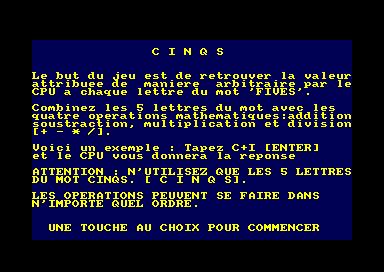 C I N Q S
Le but du jeu est de retrouver la valeur
attribuee de maniere arbitraire par le
CPU a chaque lettre du mot 'FIVES'.
Combinez les 5 lettres du mot avec les
quatre operations mathematiques:addition
soustraction, multiplication et division
[+ - * /].
Voici un exemple : Tapez C+I [ENTER]
et le CPU vous donnera la reponse
ATTENTION : N'UTILISEZ QUE LES 5 LETTRES
DU MOT CINQS. [ C I N Q S].
LES OPERATIONS PEUVENT SE FAIRE DANS
N'IMPORTE QUEL ORDRE.
UNE TOUCHE AU CHOIX POUR COMMENCER